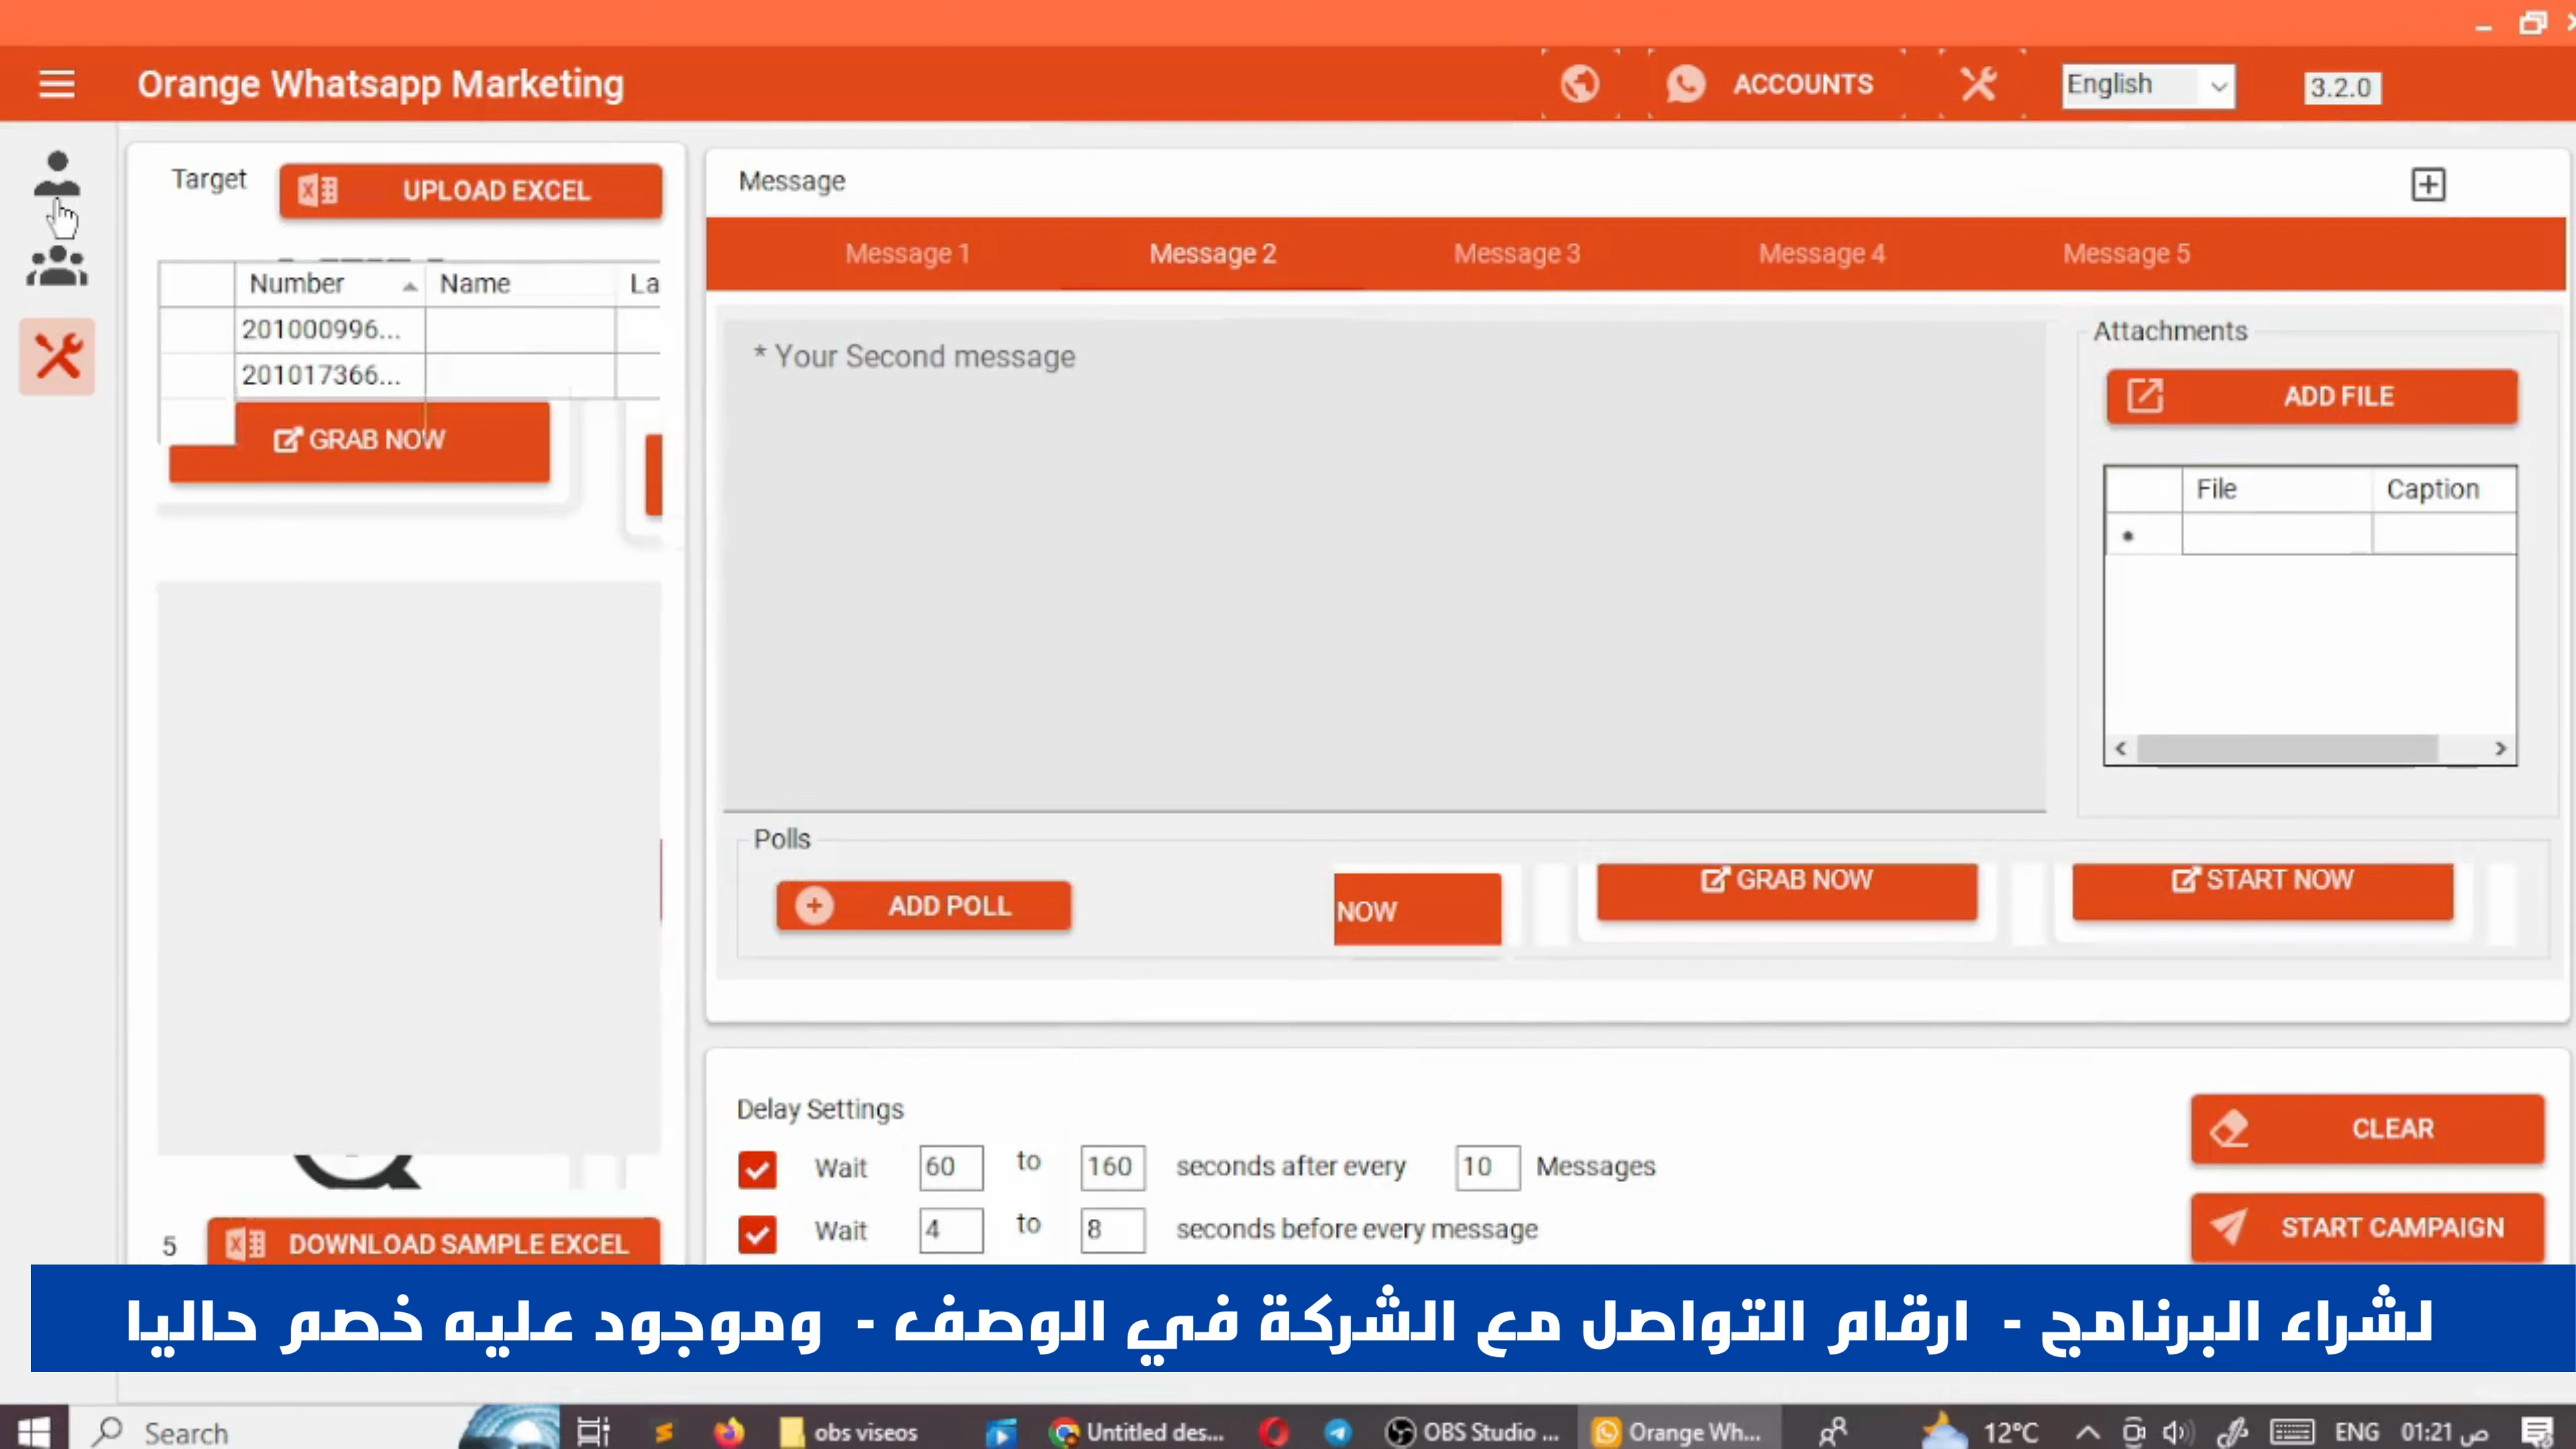 Orange Whatsapp Marketing
ACCOUNTS
English
3.2.0
Target
UPLOAD EXCEL
Number Name La
201000996...
201017366...
GRAB NOW
Message
Message 1 Message 2 Message 3 Message 4 Message 5
* Your Second message
Attachments
ADD FILE
File Caption
Polls
ADD POLL
NOW
GRAB NOW
START NOW
Delay Settings
Wait 60 to 160 seconds after every 10 Messages
Wait 4 to 8 seconds before every message
CLEAR
START CAMPAIGN
5 DOWNLOAD SAMPLE EXCEL
لشراء البرنامج - ارقام التواصل مع الشركة في الوصف - وموجود عليه خصم حاليا
Search
obs viseos
Untitled des...
OBS Studio ...
Orange Wh...
12°C
ENG
01:21 ص